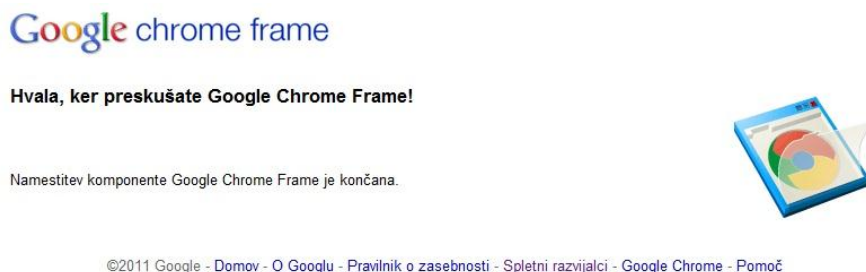 Google chrome frame
Hvala, ker preskušate Google Chrome Frame!
Namestitev komponente Google Chrome Frame je končana.
©2011 Google - Domov - O Googlu - Pravilnik o zasebnosti - Spletni razvijalci - Google Chrome - Pomoč